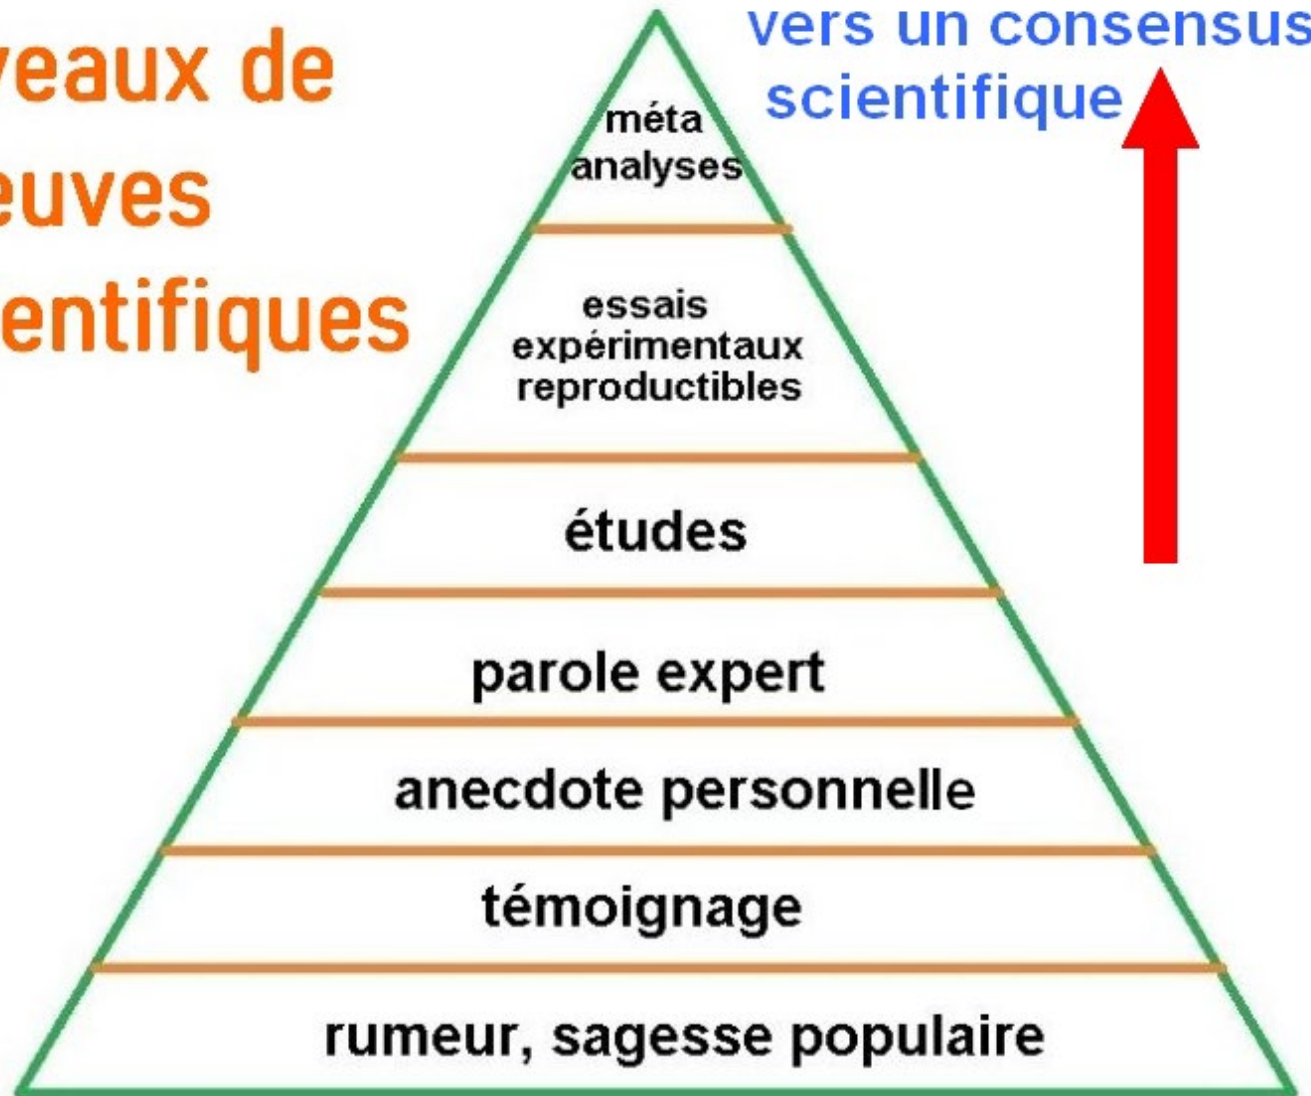 veaux de
euves
entifiques
vers un consensus
scientifique
méta
analyses
essais
expérimentaux
reproductibles
études
parole expert
anecdote personnelle
témoignage
rumeur, sagesse populaire